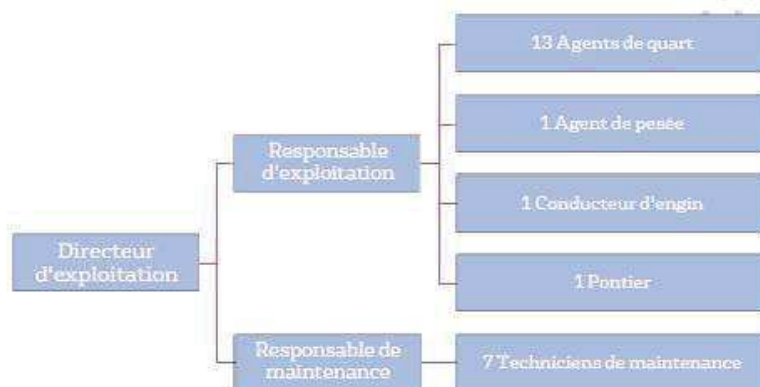 13 Agents de quart
1 Agent de pesée
Responsable
d'exploitation
1 Conducteur d'engin
Directeur
d'exploitation
1 Pontier
Responsable de
maintenance
7 Techniciens de maintenance